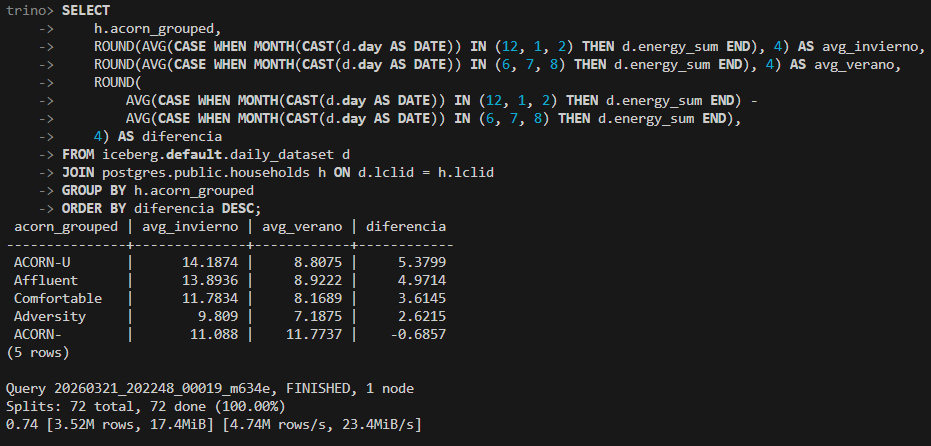 trino> SELECT
    ->     h.acorn_grouped,
    ->     ROUND(AVG(CASE WHEN MONTH(CAST(d.day AS DATE)) IN (12, 1, 2) THEN d.energy_sum END), 4) AS avg_invierno,
    ->     ROUND(AVG(CASE WHEN MONTH(CAST(d.day AS DATE)) IN (6, 7, 8) THEN d.energy_sum END), 4) AS avg_verano,
    ->     ROUND(
    ->         AVG(CASE WHEN MONTH(CAST(d.day AS DATE)) IN (12, 1, 2) THEN d.energy_sum END) -
    ->         AVG(CASE WHEN MONTH(CAST(d.day AS DATE)) IN (6, 7, 8) THEN d.energy_sum END),
    ->     4) AS diferencia
    -> FROM iceberg.default.daily_dataset d
    -> JOIN postgres.public.households h ON d.lclid = h.lclid
    -> GROUP BY h.acorn_grouped
    -> ORDER BY diferencia DESC;
 acorn_grouped | avg_invierno | avg_verano | diferencia
---------------+--------------+------------+------------
 ACORN-U       |      14.1874 |     8.8075 |     5.3799
 Affluent      |      13.8936 |     8.9222 |     4.9714
 Comfortable   |      11.7834 |     8.1689 |     3.6145
 Adversity     |        9.809 |     7.1875 |     2.6215
 ACORN-        |       11.088 |    11.7737 |    -0.6857
(5 rows)

Query 20260321_202248_00019_m634e, FINISHED, 1 node
Splits: 72 total, 72 done (100.00%)
0.74 [3.52M rows, 17.4MiB] [4.74M rows/s, 23.4MiB/s]